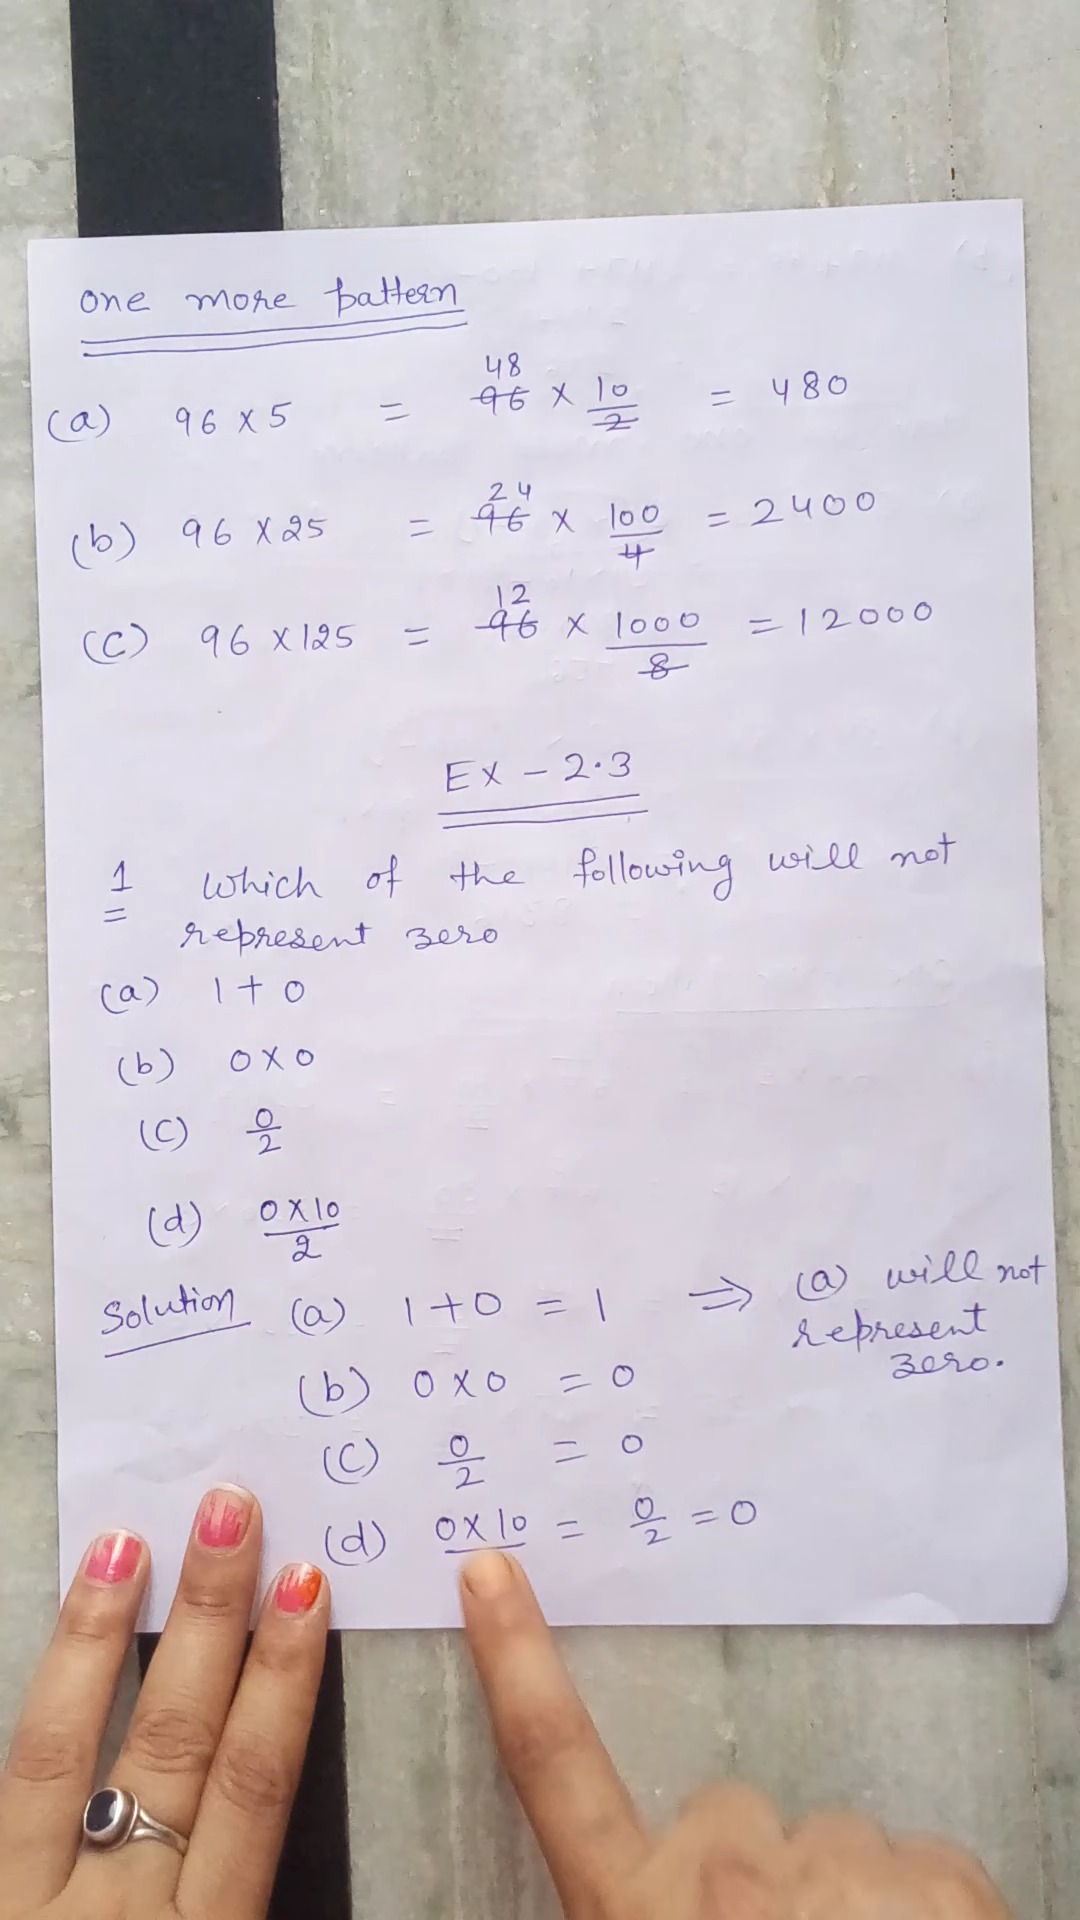 one more pattern
48
(a) 96 x 5 = 96 x 10/2 = 480
24
(b) 96 x 25 = 96 x 100/4 = 2400
12
(c) 96 x 125 = 96 x 1000/8 = 12000
Ex - 2.3
1 which of the following will not
represent zero
(a) 1 + 0
(b) 0 x 0
(c) 0/2
(d) 0 x 10/2
Solution (a) 1 + 0 = 1 ⇒ (a) will not
represent
zero.
(b) 0 x 0 = 0
(c) 0/2 = 0
(d) 0 x 10 = 0/2 = 0